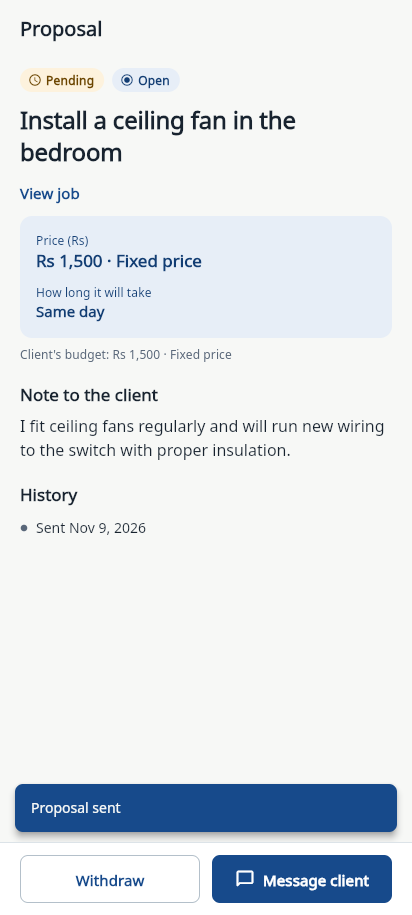 Proposal
Pending
Open
Install a ceiling fan in the
bedroom
View job
Price (Rs)
Rs 1,500 · Fixed price
How long it will take
Same day
Client's budget: Rs 1,500 · Fixed price
Note to the client
I fit ceiling fans regularly and will run new wiring
to the switch with proper insulation.
History
Sent Nov 9, 2026
Proposal sent
Withdraw
Message client